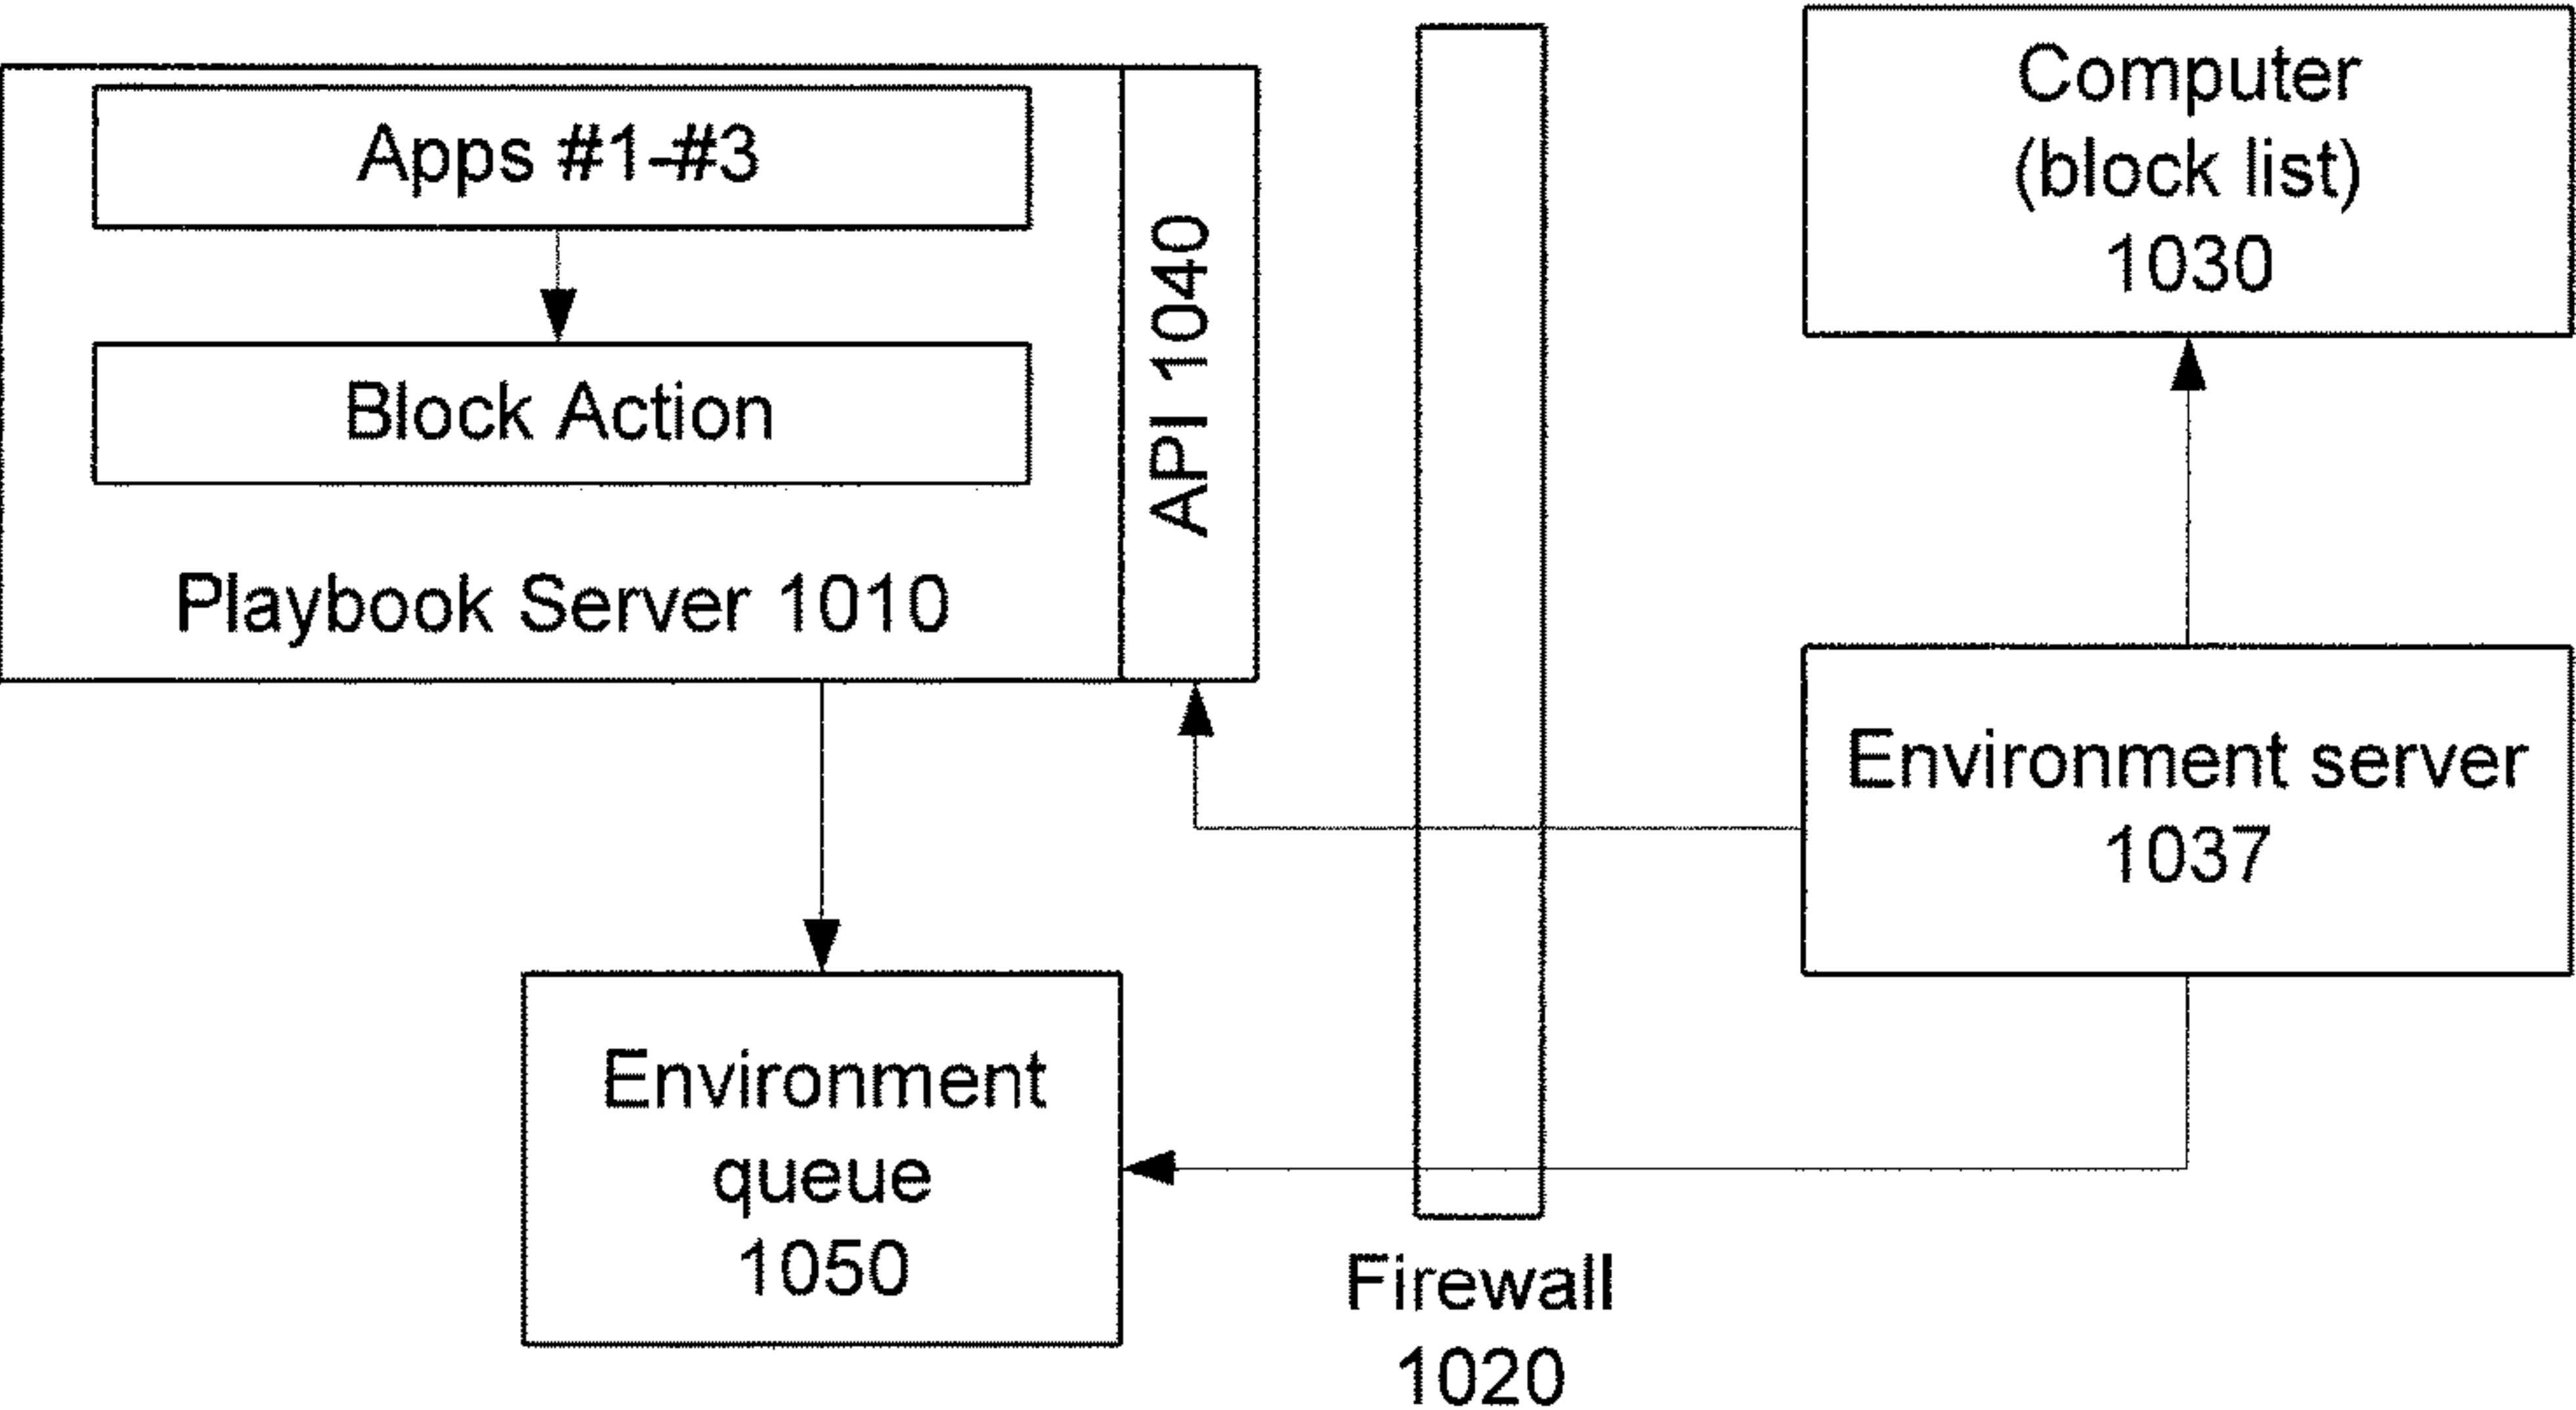 Apps #1-#3
Block Action
Playbook Server 1010
API 1040
Computer
(block list)
1030
Environment server
1037
Environment
queue
1050
Firewall
1020